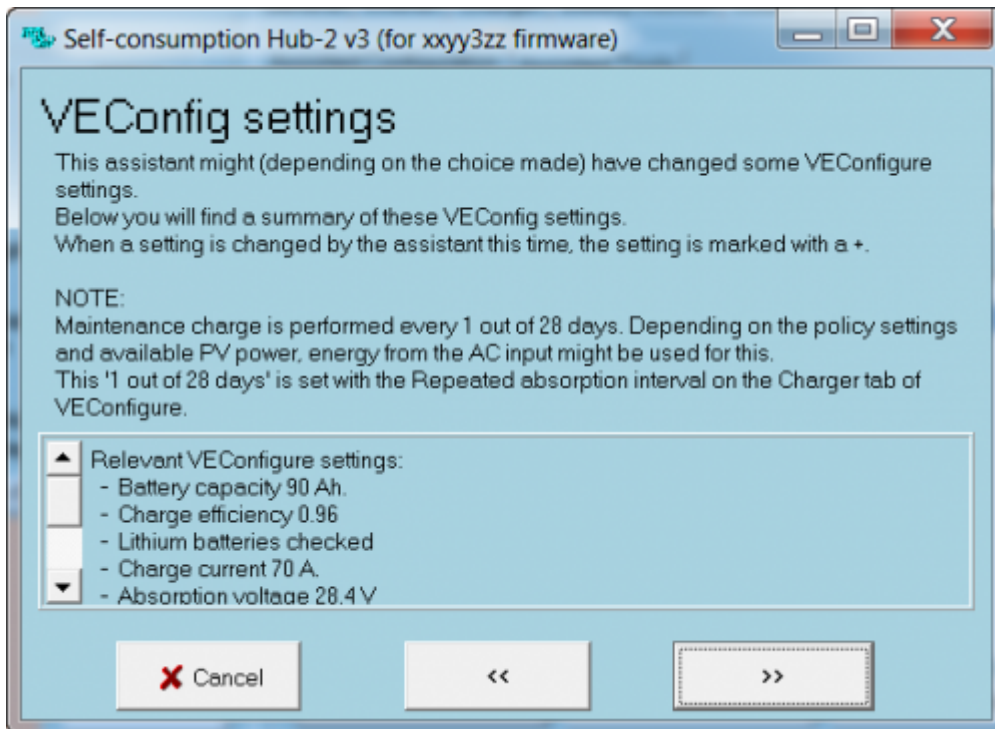 Self-consumption Hub-2 v3 (for xxyy3zz firmware)
VEConfig settings
This assistant might (depending on the choice made) have changed some VEConfigure
settings.
Below you will find a summary of these VEConfig settings.
When a setting is changed by the assistant this time, the setting is marked with a +.
NOTE:
Maintenance charge is performed every 1 out of 28 days. Depending on the policy settings
and available PV power, energy from the AC input might be used for this.
This '1 out of 28 days' is set with the Repeated absorption interval on the Charger tab of
VEConfigure.
Relevant VEConfigure settings:
- Battery capacity 90 Ah.
- Charge efficiency 0.96
- Lithium batteries checked
- Charge current 70 A.
- Absorption voltage 28.4 V
Cancel
<<
>>